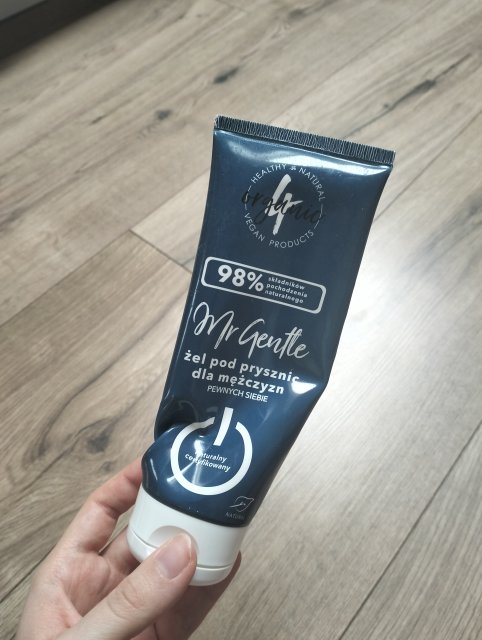 HEALTHY & NATURAL
4
organic
VEGAN PRODUCTS
98% składników
pochodzenia
naturalnego
Mr Gentle
żel pod prysznic
dla mężczyzn
PEWNYCH SIEBIE
naturalny
certyfikowany